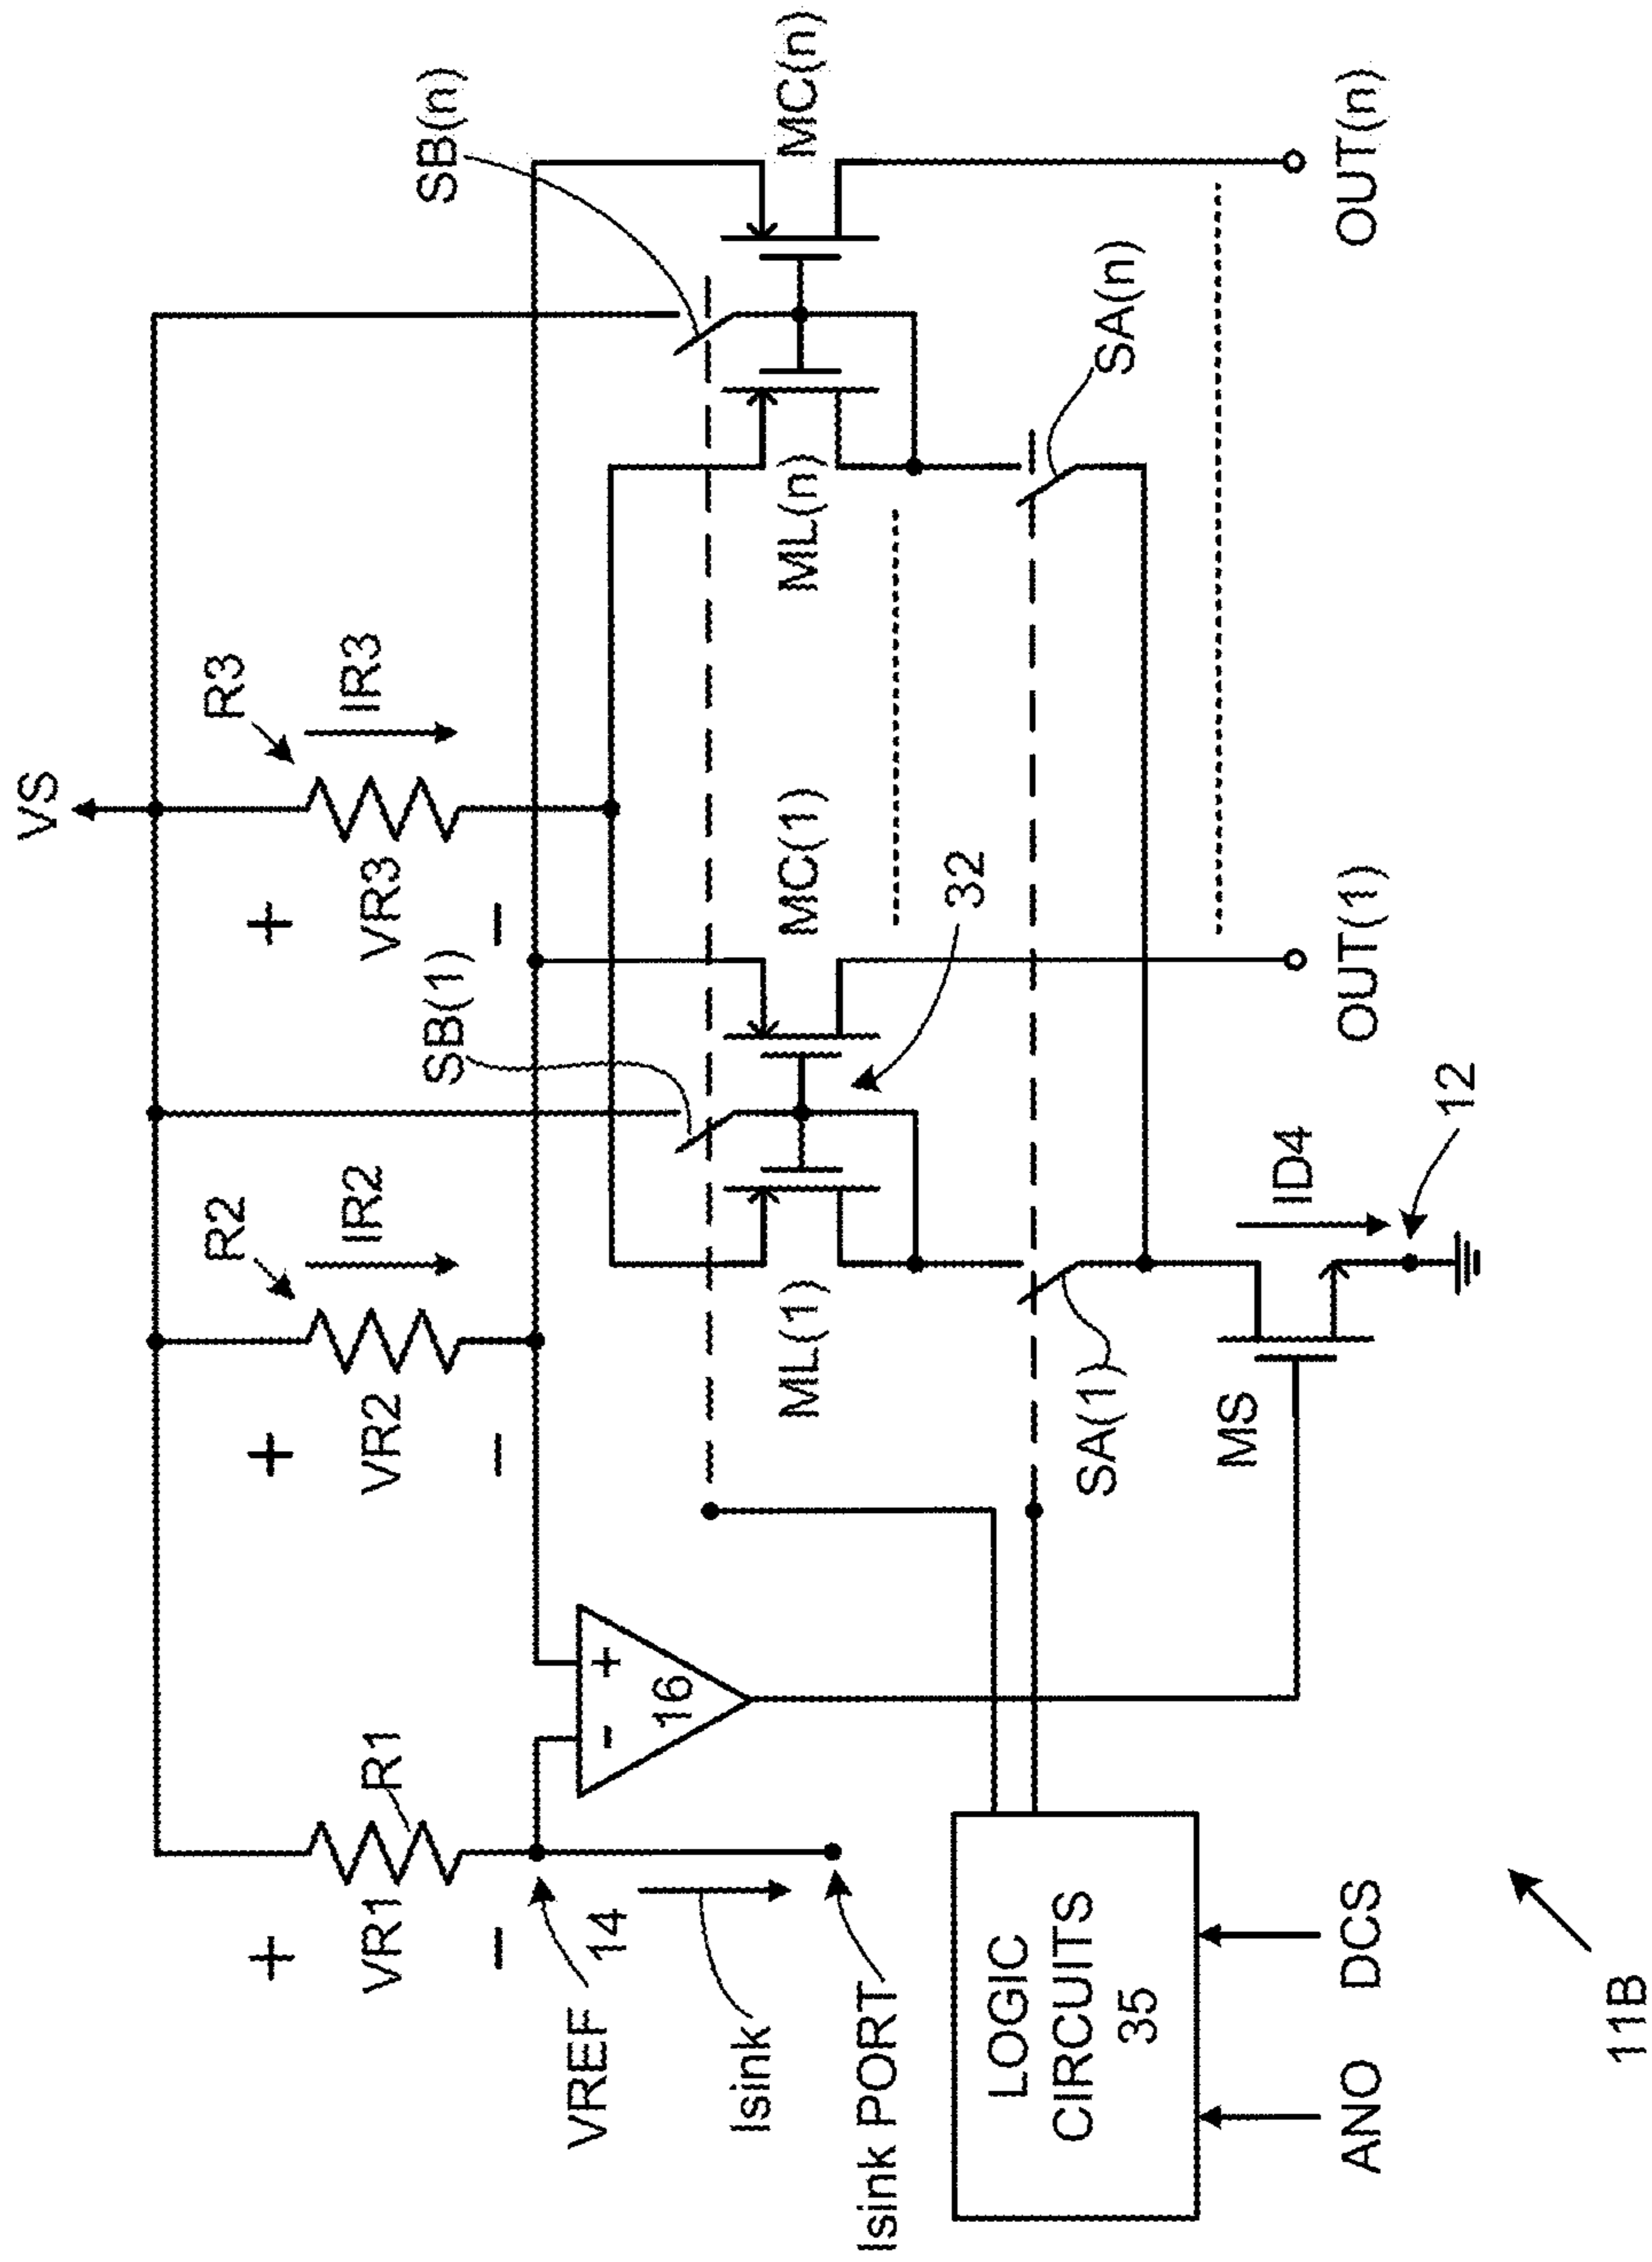 VS
R2
R3
+
+
+
VR1
R1
VR2
IR2
VR3
IR3
−
−
−
SB(1)
SB(n)
VREF
14
-
+
16
Isink
ML(1)
MC(1)
ML(n)
MC(n)
Isink PORT
32
LOGIC
CIRCUITS
35
SA(1)
SA(n)
MS
ID4
12
ANO
DCS
OUT(1)
OUT(n)
11B